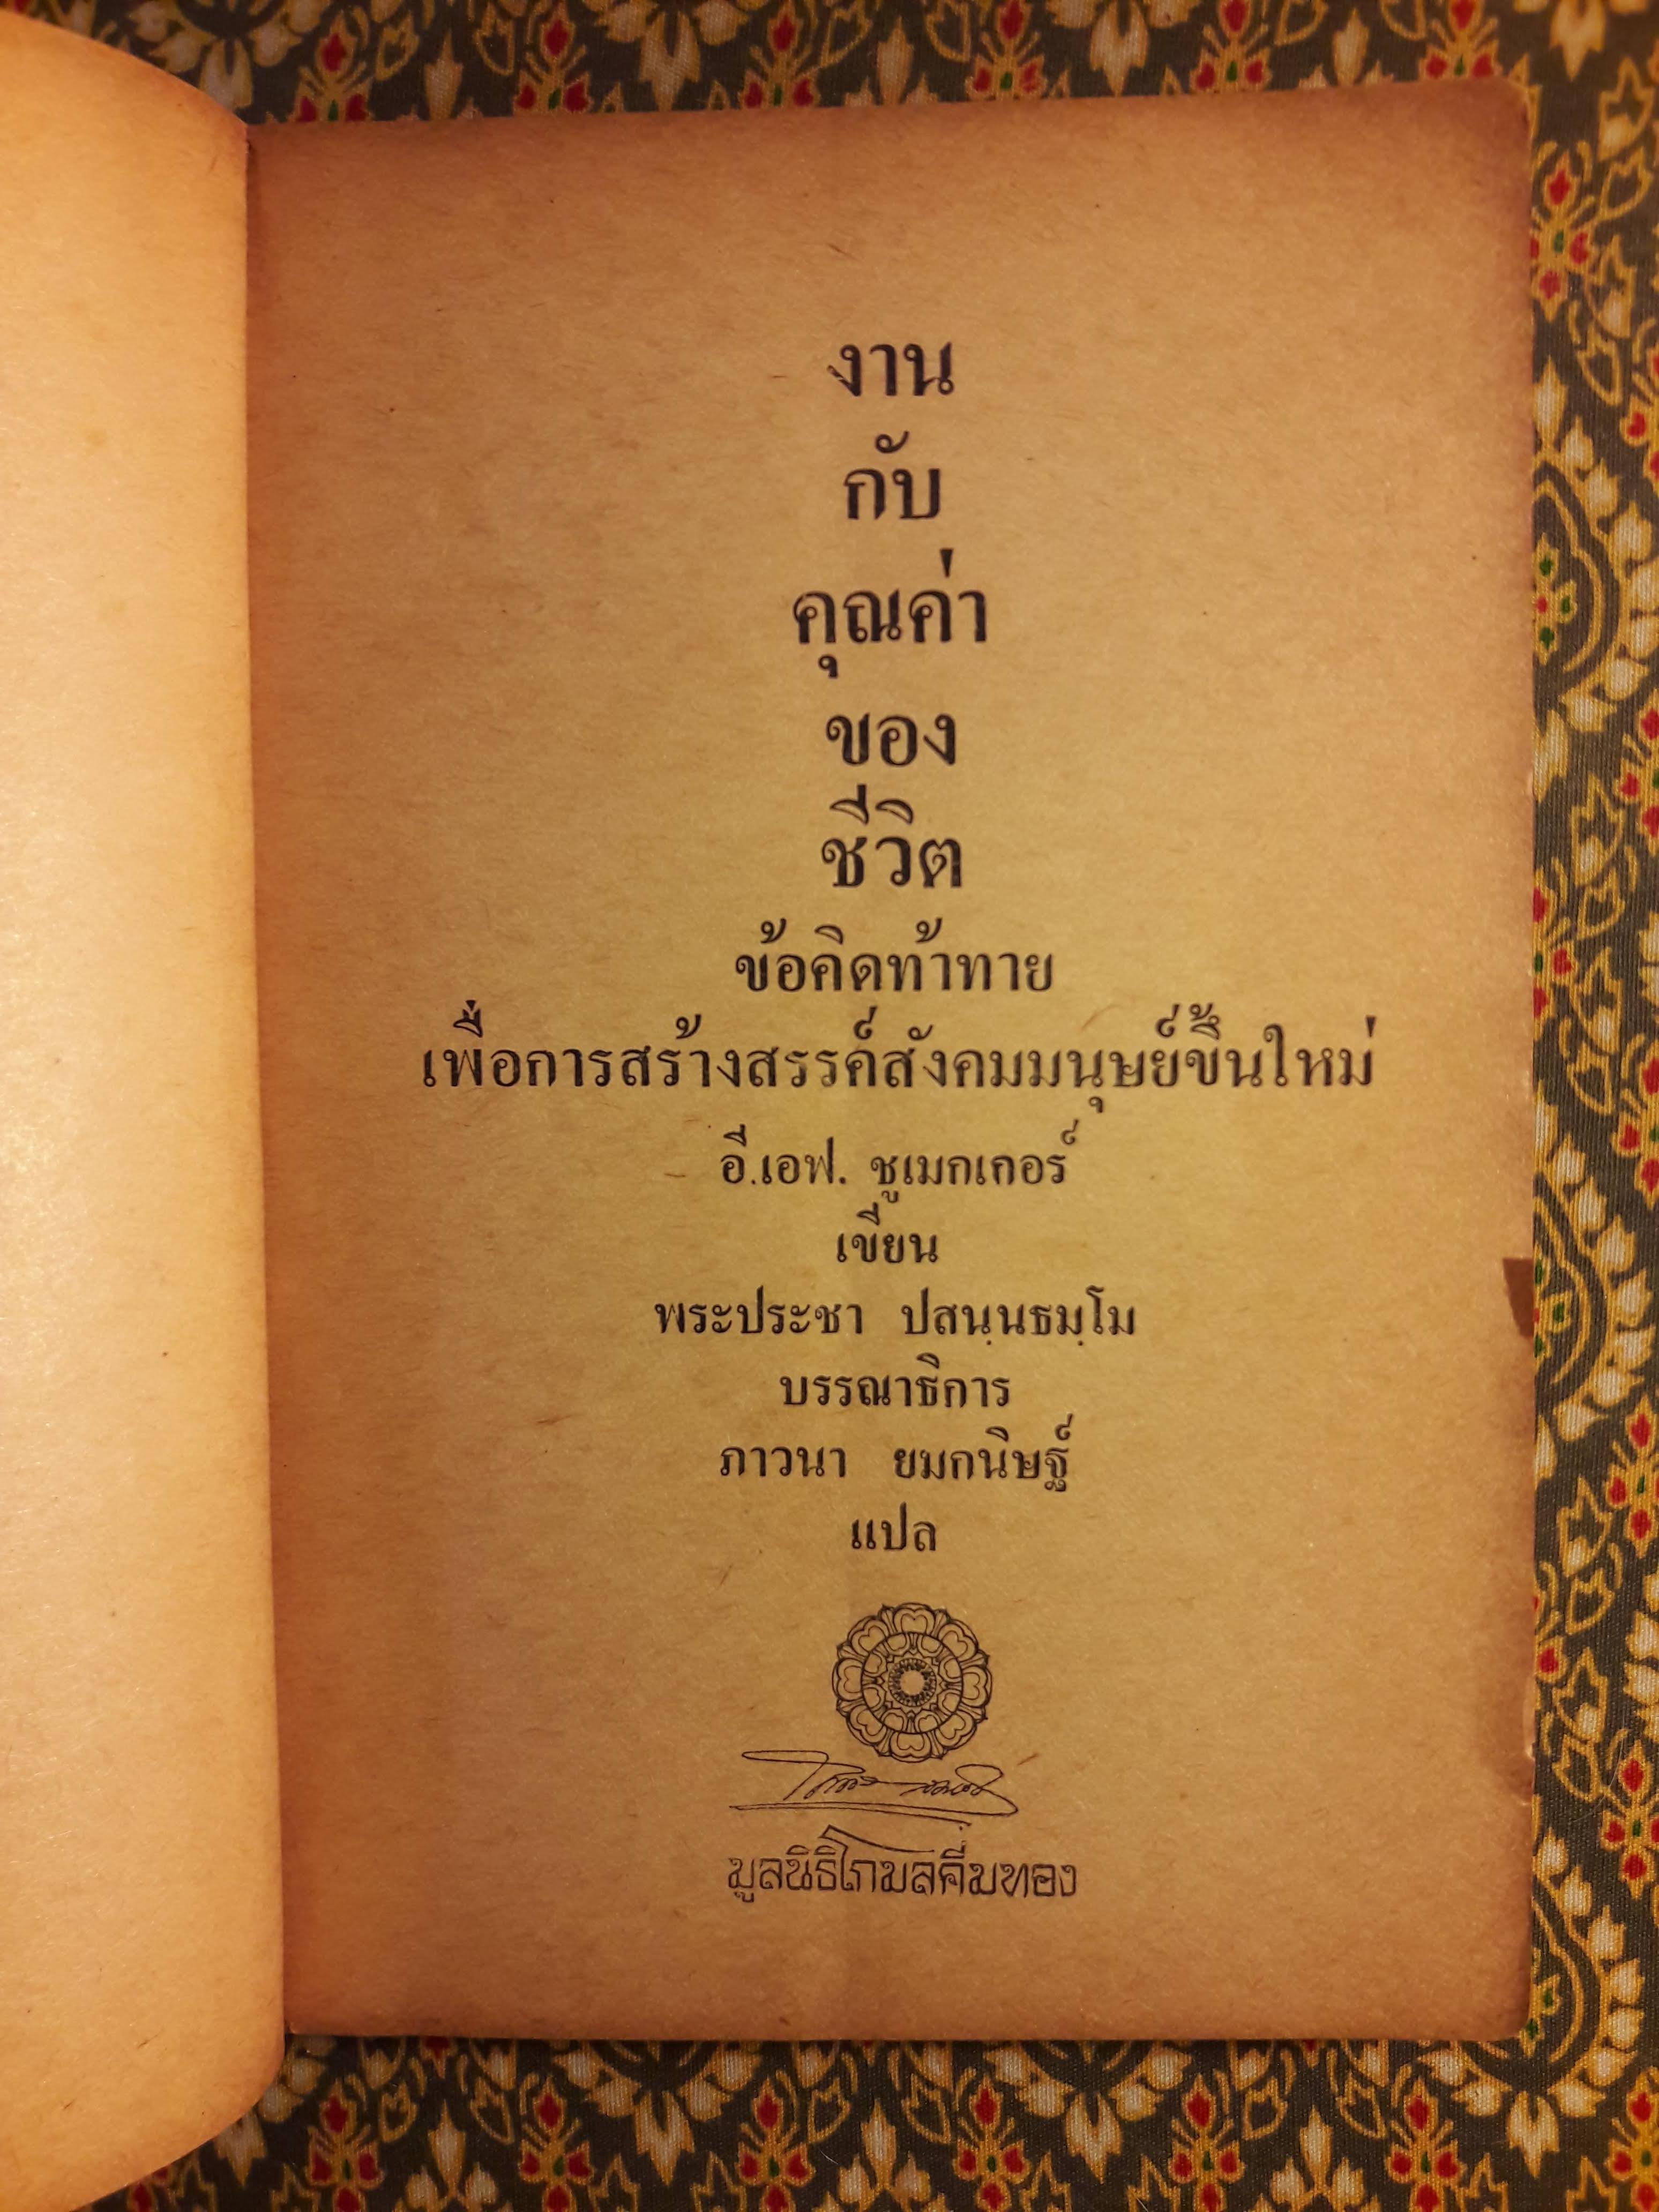 งาน
กับ
คุณค่า
ของ
ชีวิต
ข้อคิดท้าทาย
เพื่อการสร้างสรรค์สังคมมนุษย์ขึ้นใหม่
อี.เอฟ. ชูเมกเกอร์
เขียน
พระประชา ปสนฺนธมฺโม
บรรณาธิการ
ภาวนา ยมกนิษฐ์
แปล
มูลนิธิโกมลคีมทอง